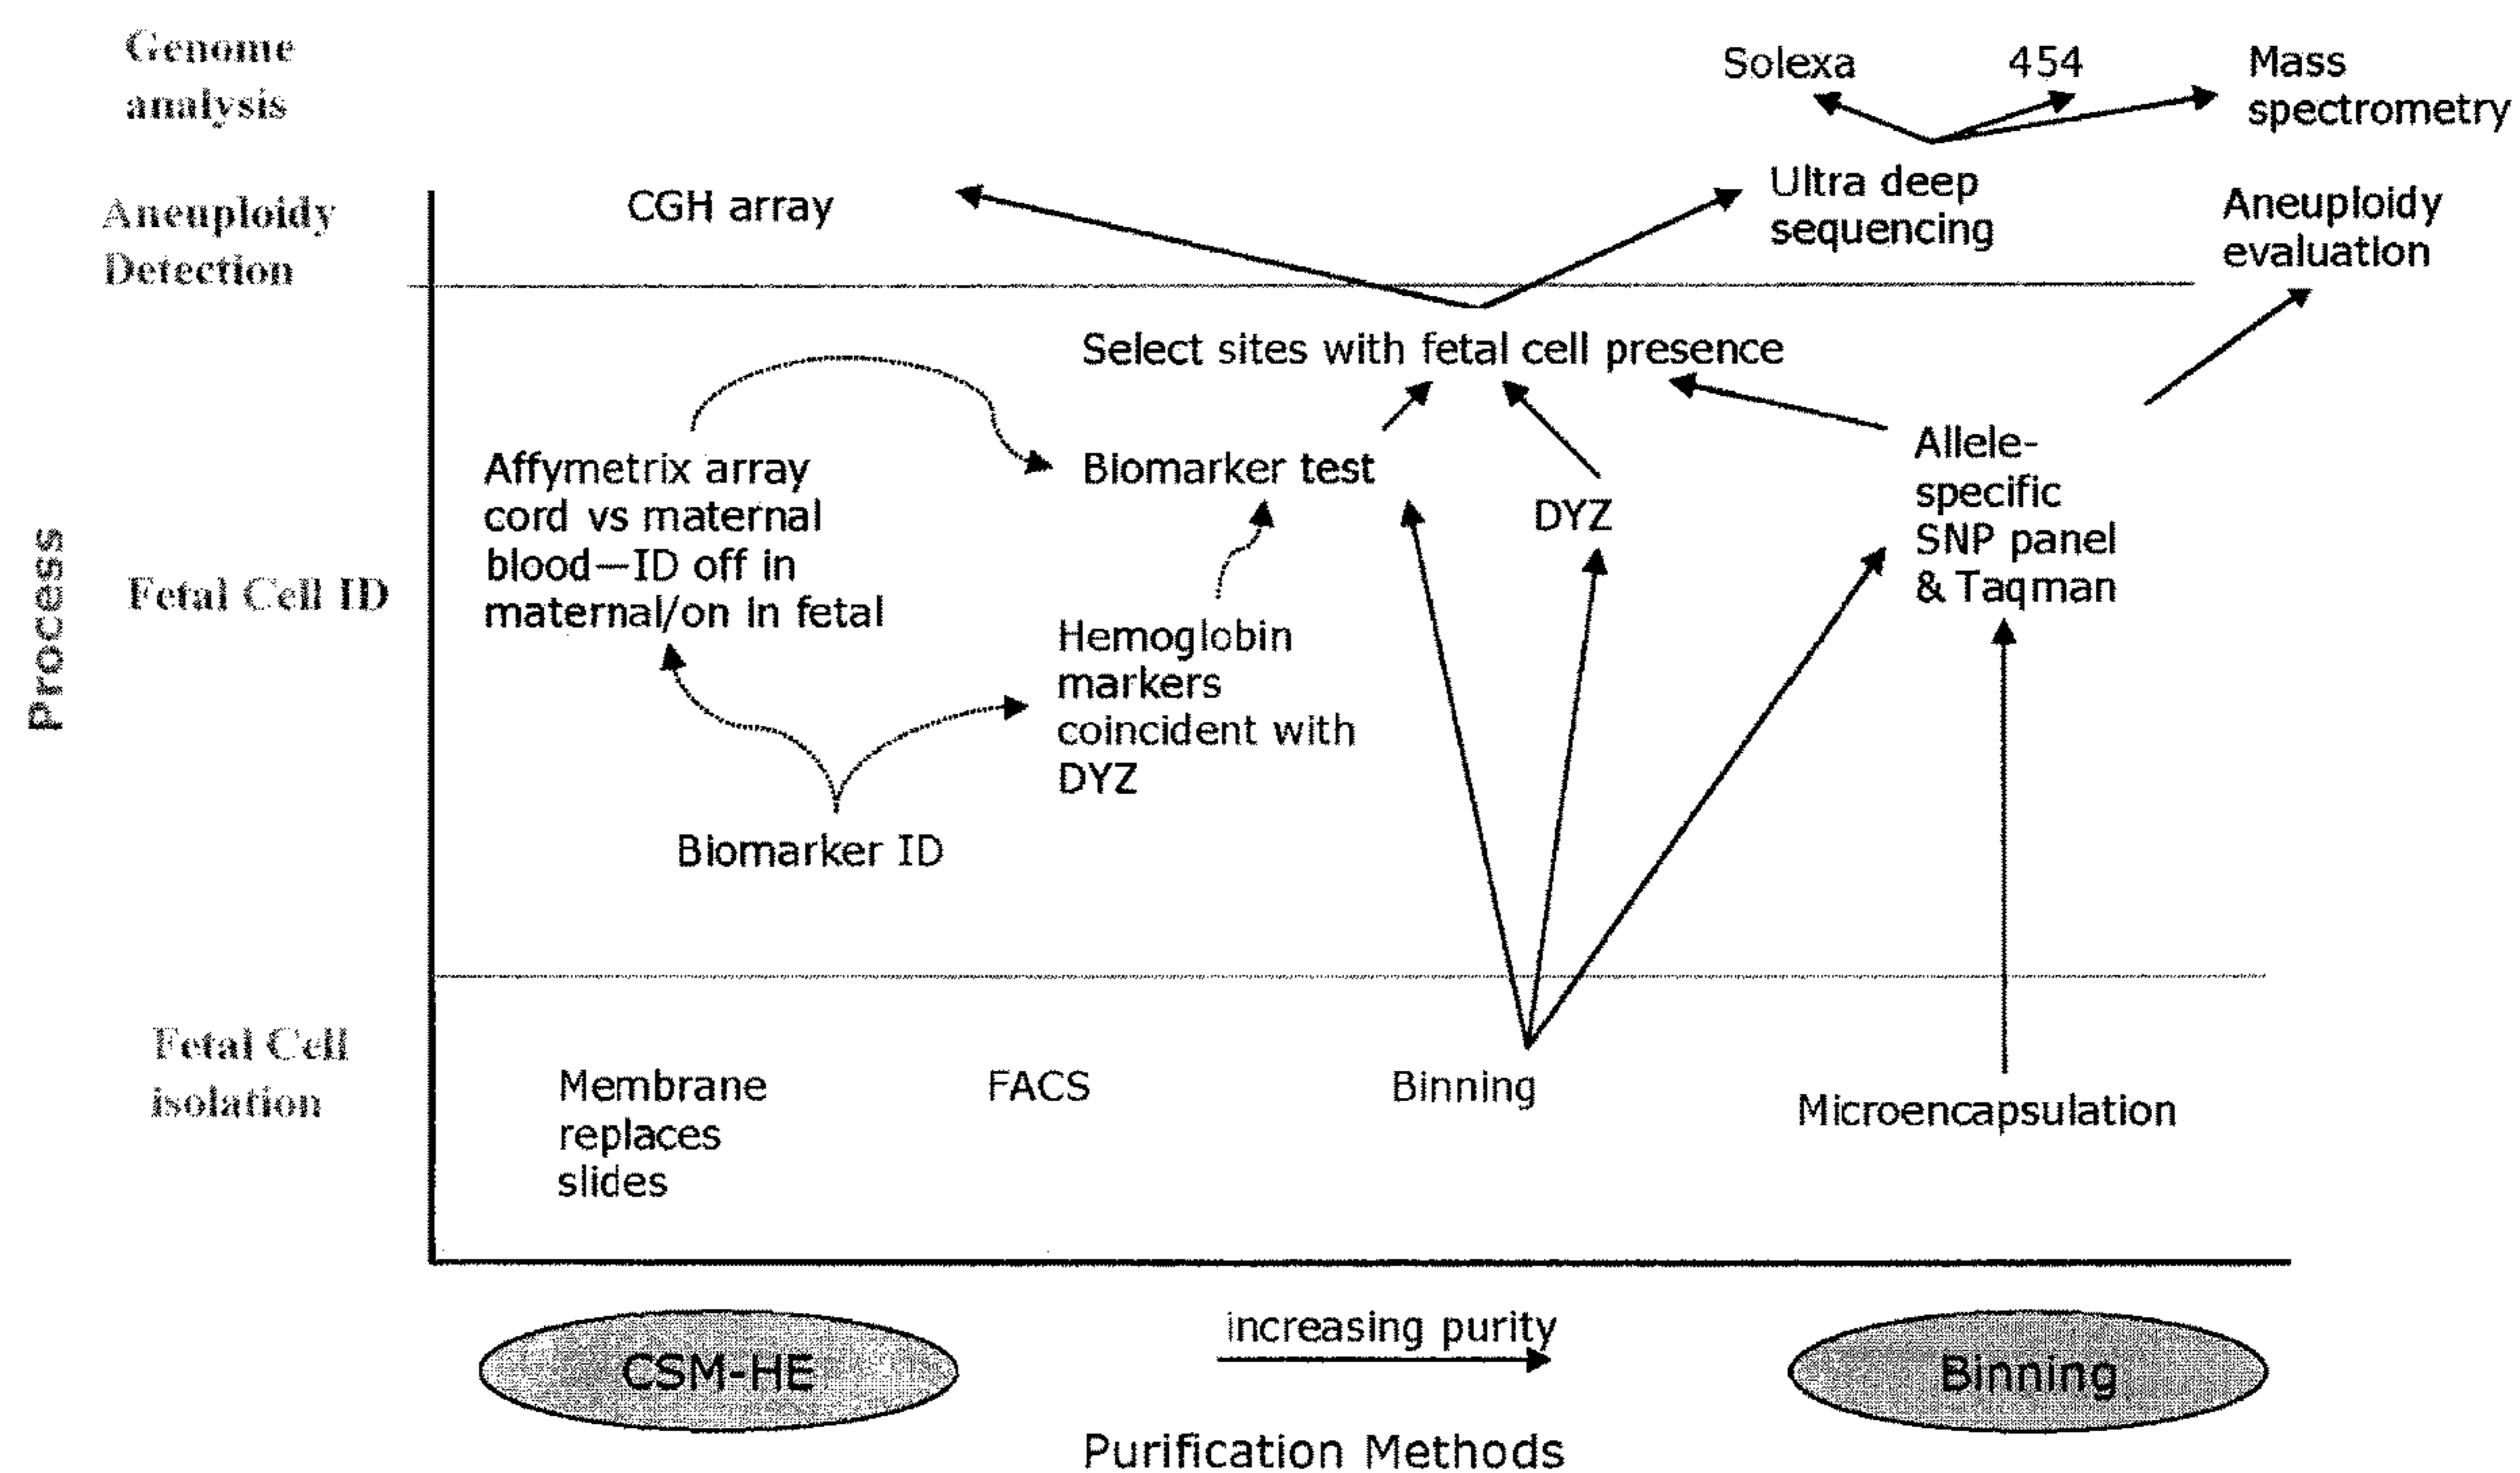 Genome
analysis
Solexa
454
Mass
spectrometry
Aneuploidy
Detection
CGH array
Ultra deep
sequencing
Aneuploidy
evaluation
Select sites with fetal cell presence
Process
Fetal Cell ID
Affymetrix array
cord vs maternal
blood—ID off in
maternal/on in fetal
Biomarker test
DYZ
Allele-
specific
SNP panel
& Taqman
Hemoglobin
markers
coincident with
DYZ
Biomarker ID
Fetal Cell
isolation
Membrane
replaces
slides
FACS
Binning
Microencapsulation
CSM-HE
increasing purity
Binning
Purification Methods